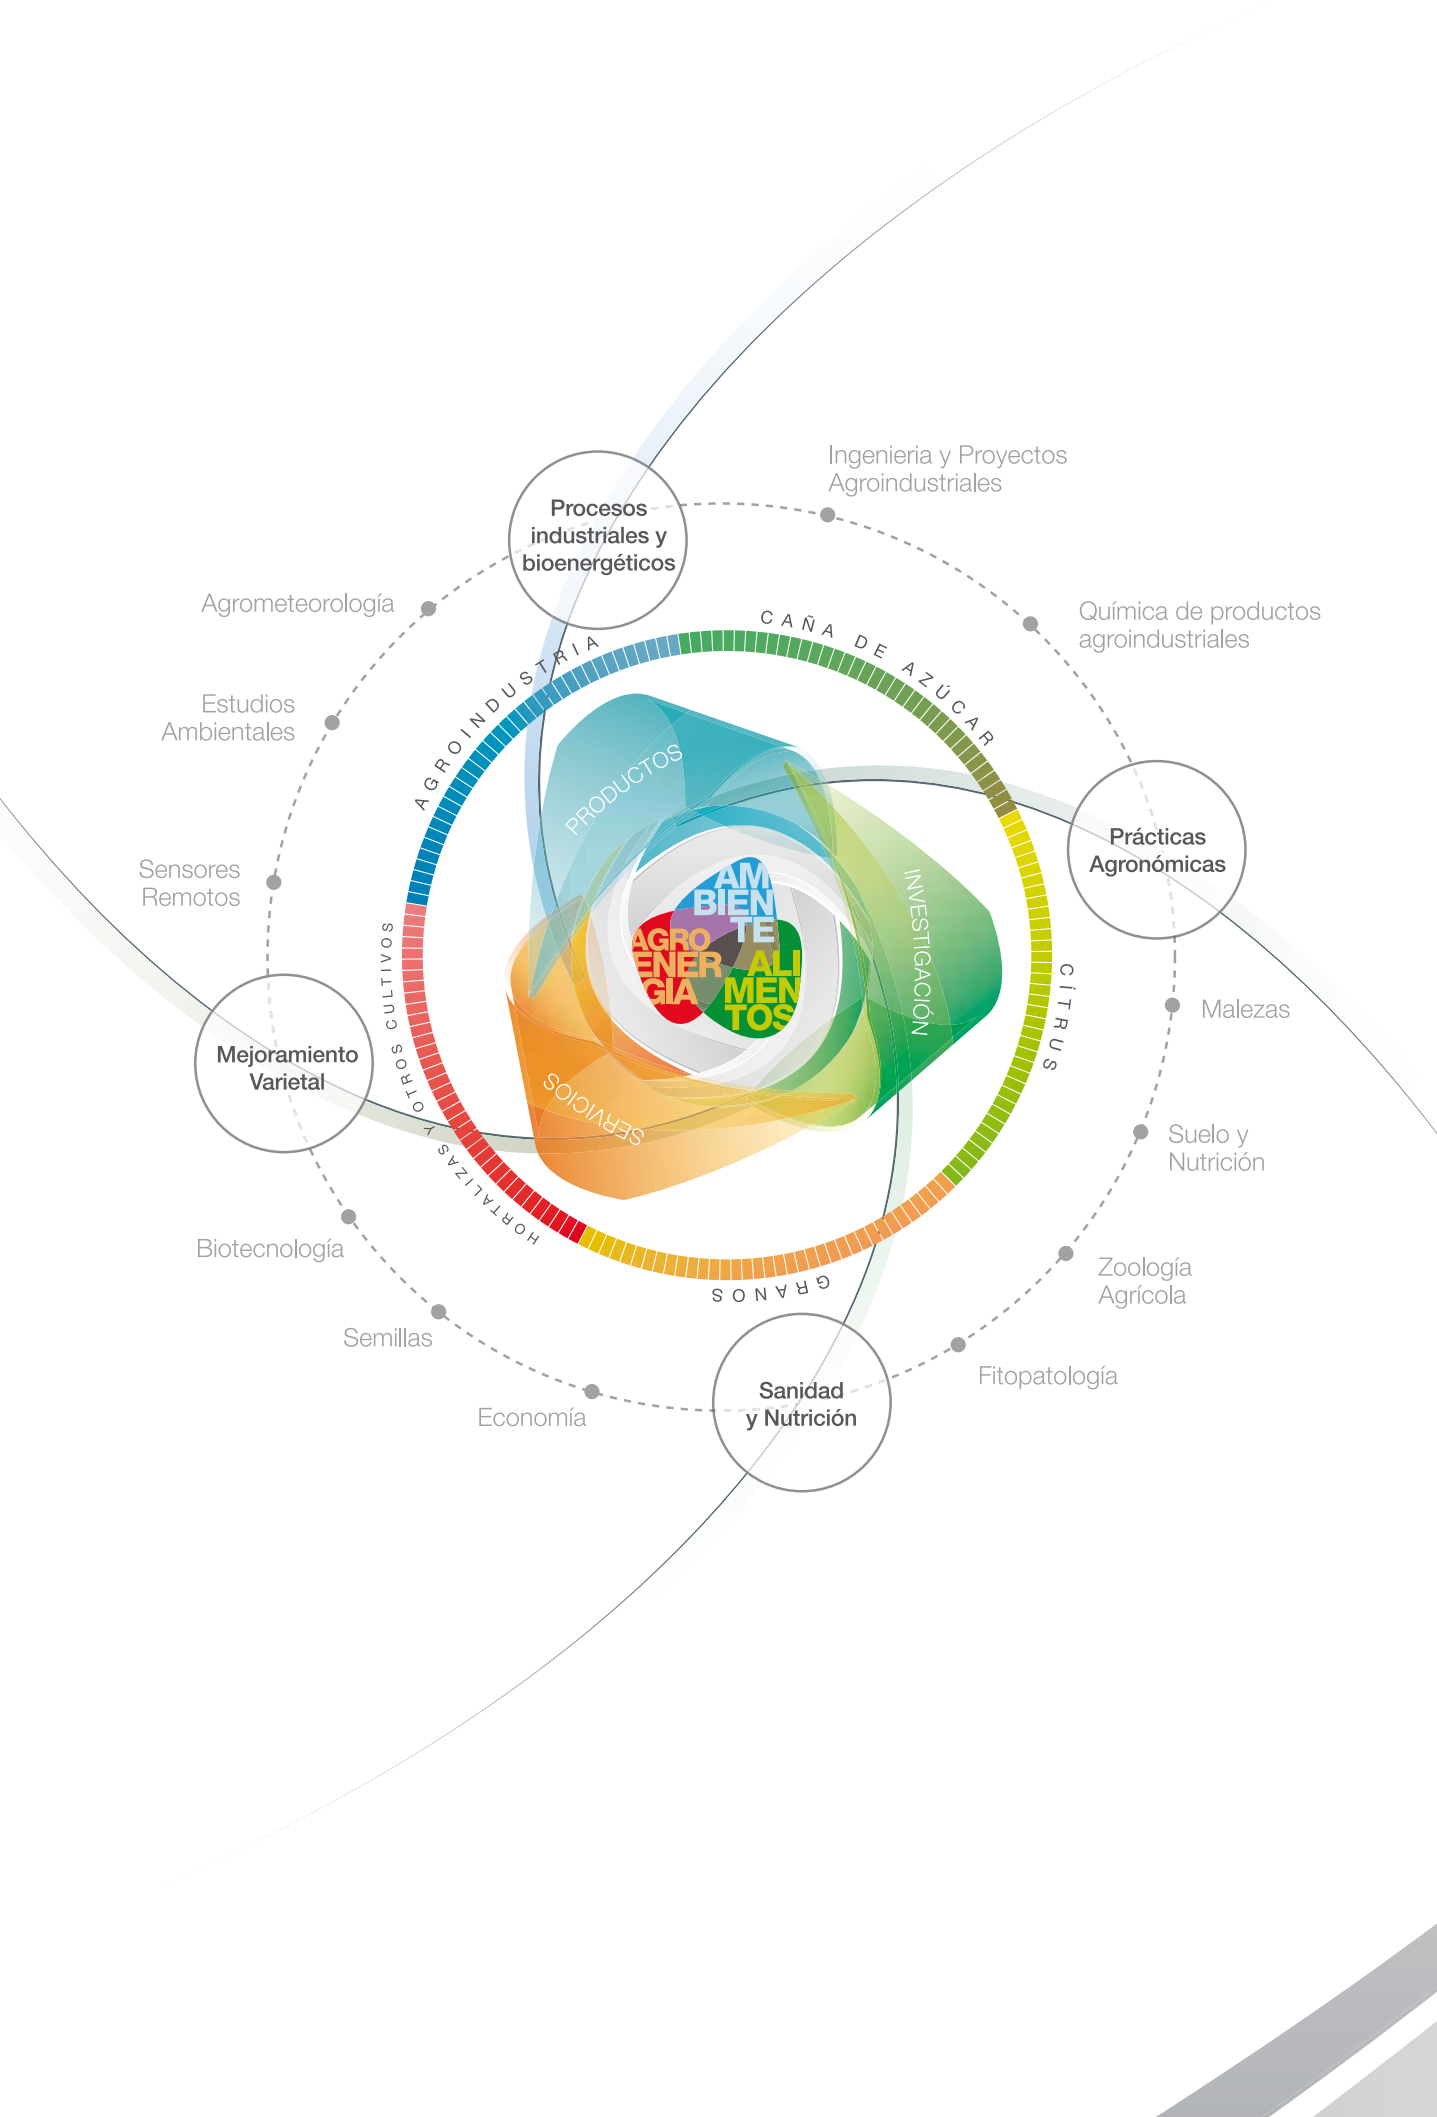 Ingenieria y Proyectos
Agroindustriales
Procesos
industriales y
bioenergéticos
Agrometeorología
Química de productos
agroindustriales
CAÑA DE AZÚCAR
AGROINDUSTRIA
Estudios
Ambientales
PRODUCTOS
Prácticas
Agronómicas
Sensores
Remotos
INVESTIGACIÓN
AM
BIEN
TE
AGRO
ENER
GIA
ALI
MEN
TOS
HORTALIZAS Y OTROS CULTIVOS
CÍTRUS
Malezas
Mejoramiento
Varietal
SERVICIOS
Suelo y
Nutrición
Biotecnología
Zoología
Agrícola
GRANOS
Semillas
Fitopatología
Sanidad
y Nutrición
Economía